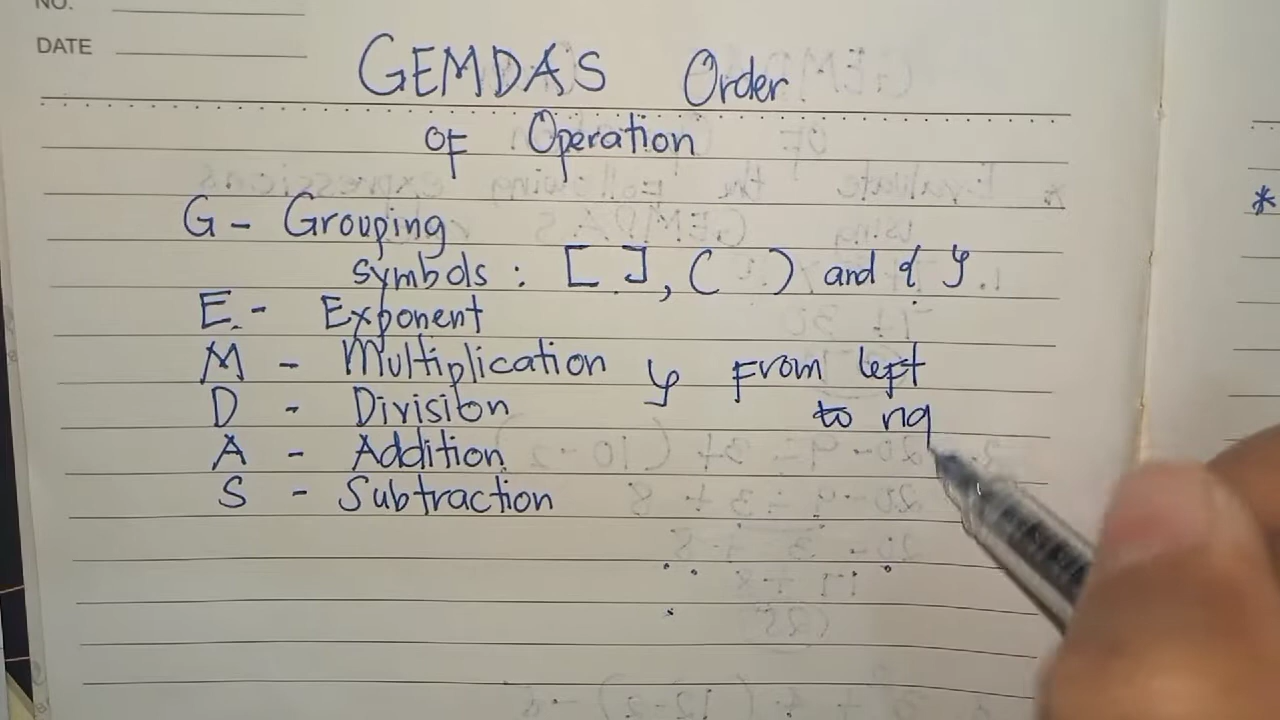 NO.
DATE
GEMDAS Order
of Operation
G - Grouping
symbols : [ ], ( ) and { }
E - Exponent
M - Multiplication } From left
D - Division to rig
A - Addition
S - Subtraction
*